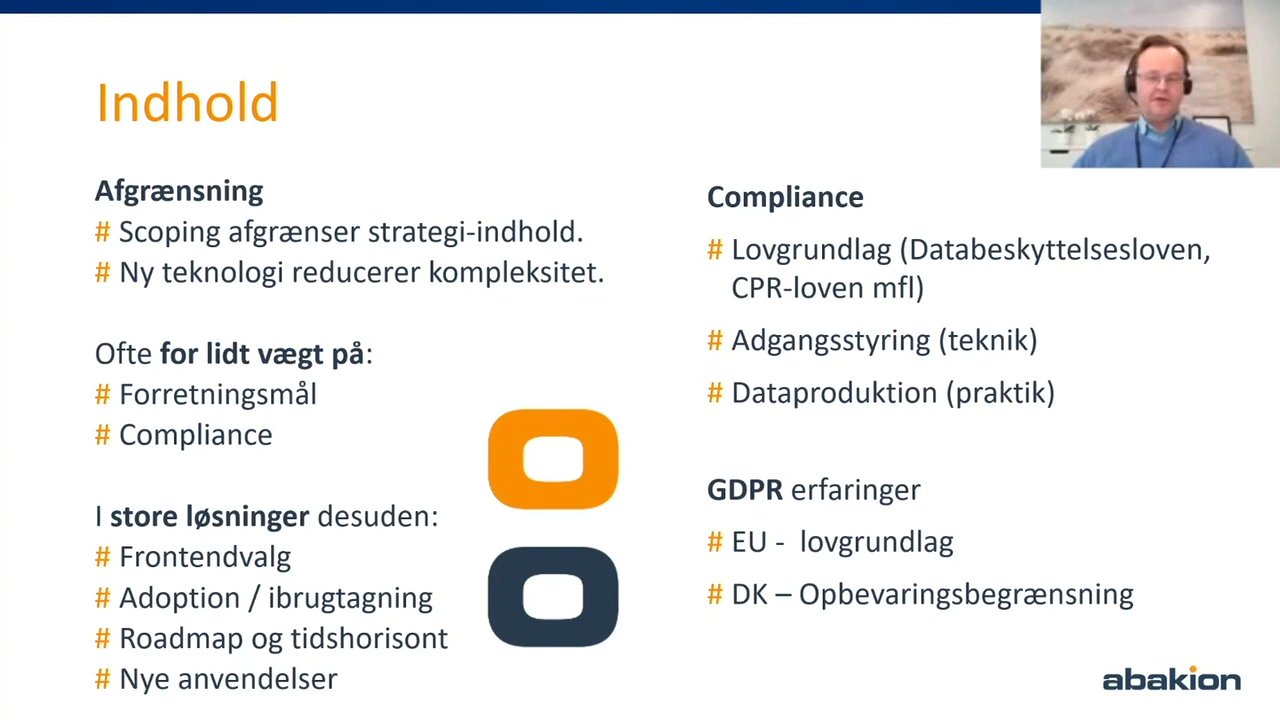 Indhold
Afgrænsning
# Scoping afgrænser strategi-indhold.
# Ny teknologi reducerer kompleksitet.
Ofte for lidt vægt på:
# Forretningsmål
# Compliance
I store løsninger desuden:
# Frontendvalg
# Adoption / ibrugtagning
# Roadmap og tidshorisont
# Nye anvendelser
Compliance
# Lovgrundlag (Databeskyttelsesloven,
CPR-loven mfl)
# Adgangsstyring (teknik)
# Dataproduktion (praktik)
GDPR erfaringer
# EU - lovgrundlag
# DK – Opbevaringsbegrænsning
abakion